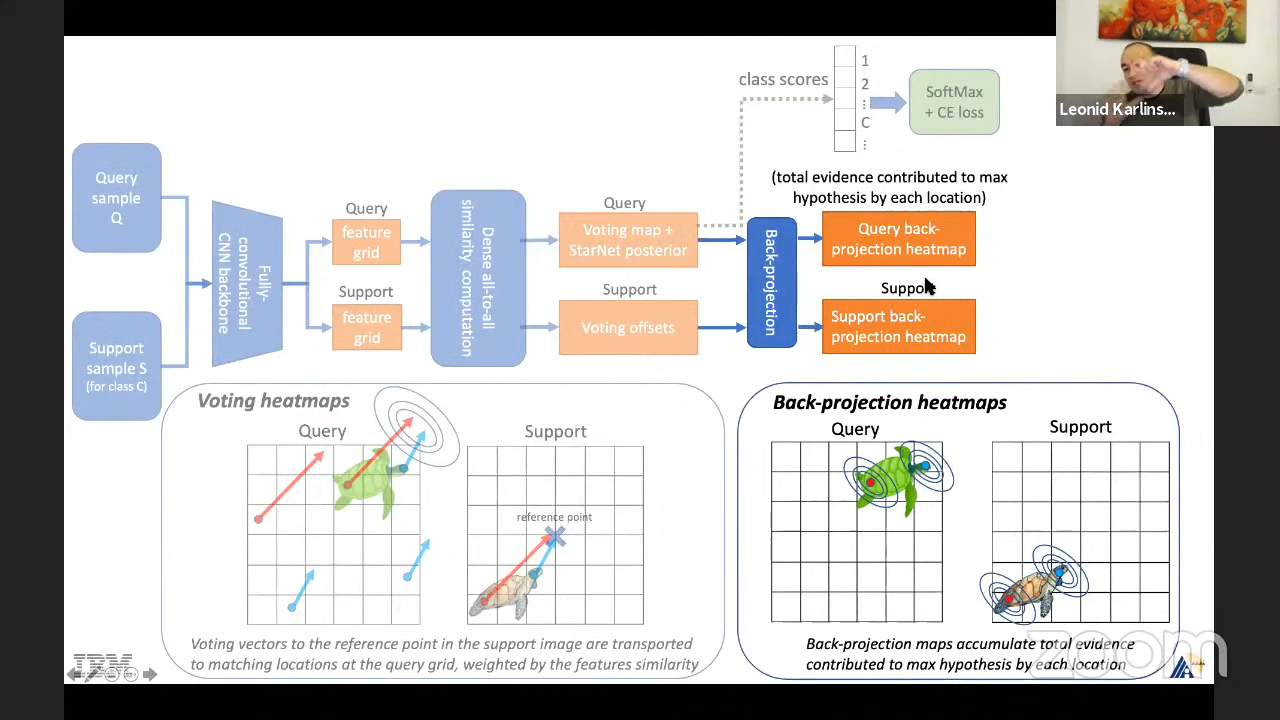 Leonid Karlins...
class scores
1
2
⋮
C
⋮
SoftMax
+ CE loss
Query
sample
Q
Support
sample S
(for class C)
Fully-
convolutional
CNN backbone
Query
feature
grid
Support
feature
grid
Dense all-to-all
similarity computation
Query
Voting map +
StarNet posterior
Support
Voting offsets
Back-projection
(total evidence contributed to max
hypothesis by each location)
Query back-
projection heatmap
Support
Support back-
projection heatmap
Voting heatmaps
Query
Support
reference point
Voting vectors to the reference point in the support image are transported
to matching locations at the query grid, weighted by the features similarity
Back-projection heatmaps
Query
Support
Back-projection maps accumulate total evidence
contributed to max hypothesis by each location
IBM
zoom